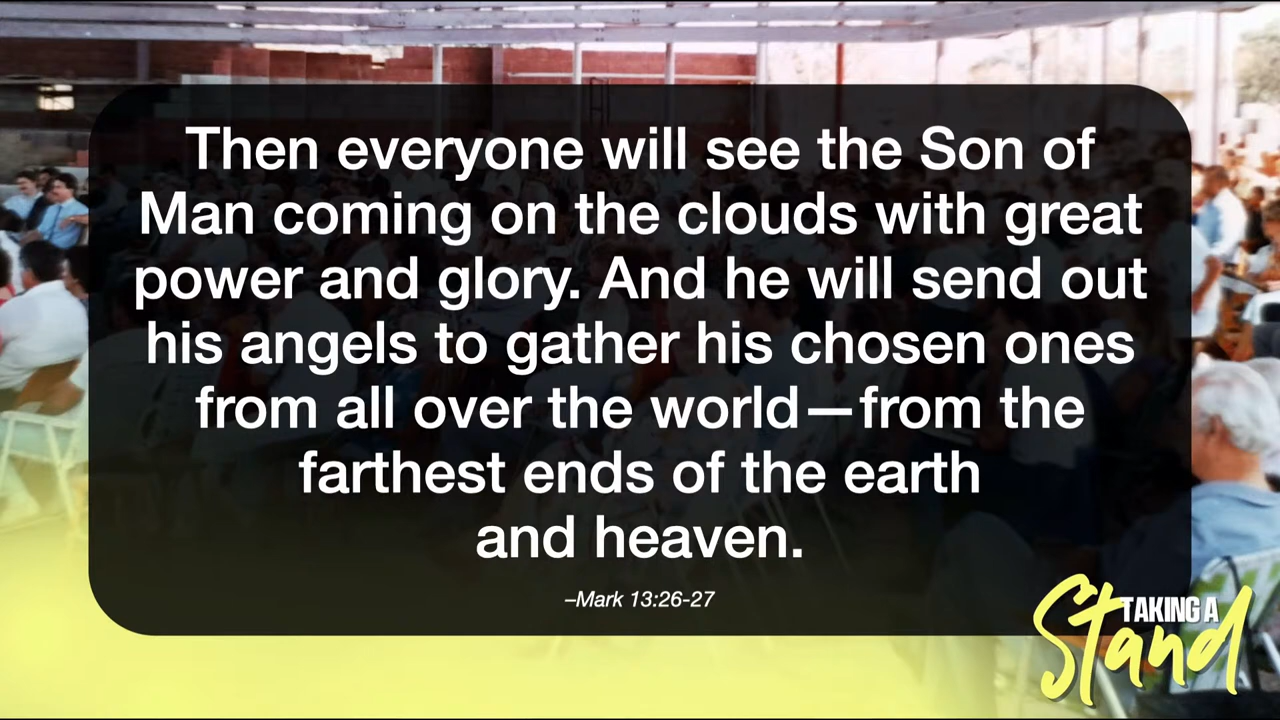 Then everyone will see the Son of
Man coming on the clouds with great
power and glory. And he will send out
his angels to gather his chosen ones
from all over the world—from the
farthest ends of the earth
and heaven.
–Mark 13:26-27
TAKING A
Stand